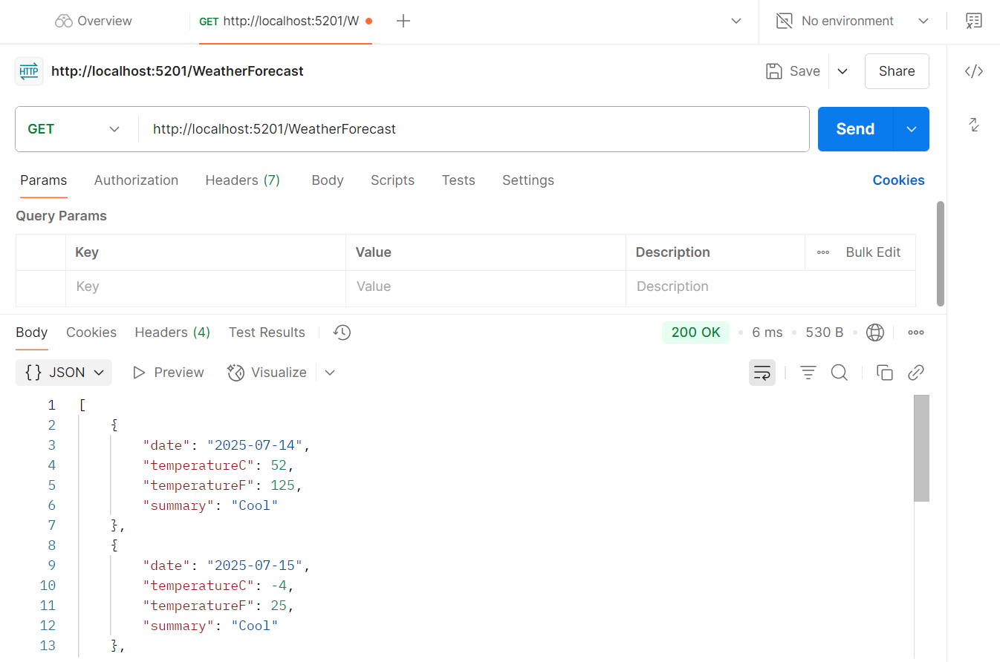 Overview GET http://localhost:5201/W No environment
HTTP http://localhost:5201/WeatherForecast Save Share
GET http://localhost:5201/WeatherForecast Send
Params Authorization Headers (7) Body Scripts Tests Settings Cookies
Query Params
Key Value Description Bulk Edit
Key Value Description
Body Cookies Headers (4) Test Results 200 OK 6 ms 530 B
{} JSON Preview Visualize
1 [
2 {
3 "date": "2025-07-14",
4 "temperatureC": 52,
5 "temperatureF": 125,
6 "summary": "Cool"
7 },
8 {
9 "date": "2025-07-15",
10 "temperatureC": -4,
11 "temperatureF": 25,
12 "summary": "Cool"
13 },